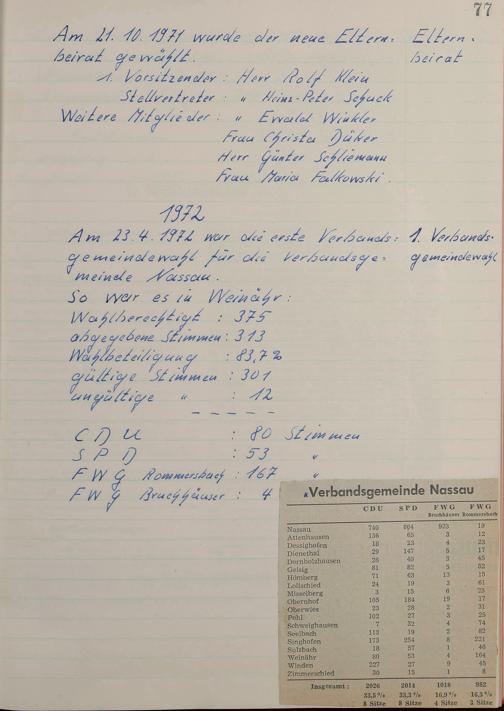 77
Am 21.10.1971 wurde der neue Eltern= Eltern=
beirat gewählt. beirat
1. Vorsitzender : Herr Rolf Klein
Stellvertreter : " Heinz-Peter Schuck
Weitere Mitglieder : " Ewald Winkler
Frau Christa Düker
Herr Günter Schliemann
Frau Maria Falkowski.
1972
Am 23.4.1972 war die erste Verbands= 1. Verbands-
gemeindewahl für die Verbandsge= gemeindewahl
meinde Nassau.
So war es in Weinähr:
Wahlberechtigt : 375
abgegebene Stimmen: 313
Wahlbeteiligung : 83,7%
gültige Stimmen : 301
ungültige " : 12
CDU : 80 Stimmen
SPD : 53 "
FWG Rommersbach : 167 "
FWG Bruchhäuser : 4 "
Verbandsgemeinde Nassau
CDU SPD FWG FWG
Bruchhäuser Rommersbach
Nassau 740 804 923 19
Attenhausen 136 65 3 12
Dessighofen 18 23 4 23
Dienethal 29 147 5 17
Dornholzhausen 26 40 3 45
Geisig 81 82 5 52
Hömberg 71 63 13 15
Lollschied 24 19 3 61
Misselberg 3 15 6 23
Obernhof 105 184 19 17
Oberwies 23 28 2 31
Pohl 102 27 3 25
Schweighausen 7 32 4 74
Seelbach 113 19 2 82
Singhofen 173 254 8 221
Sulzbach 18 57 1 46
Weinähr 80 53 4 164
Winden 227 27 9 45
Zimmerschied 30 15 1 8
Insgesamt : 2026 2014 1018 982
33,5 % 33,3 % 16,9 % 16,3 %
8 Sitze 8 Sitze 4 Sitze 3 Sitze